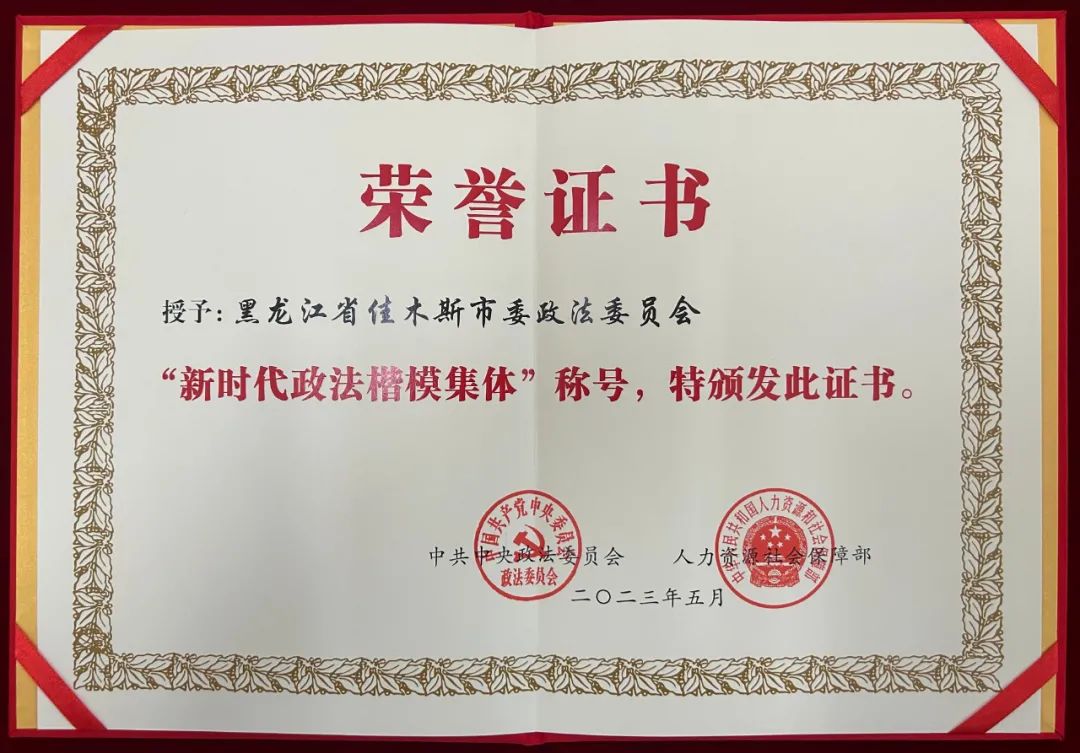 荣誉证书
授予：黑龙江省佳木斯市委政法委员会
“新时代政法楷模集体”称号，特颁发此证书。
中国共产党中央委员会
政法委员会
中华人民共和国人力资源和社会保障部
中共中央政法委员会 人力资源社会保障部
二〇二三年五月